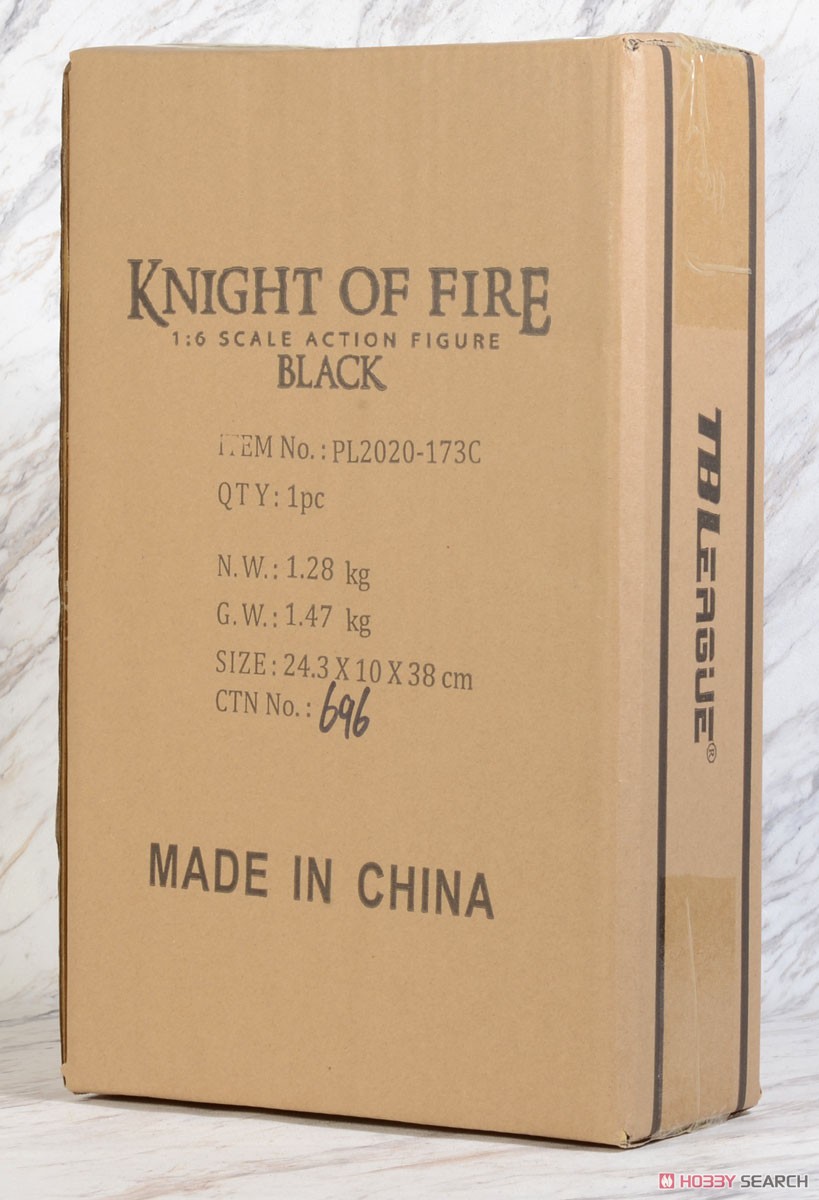 KNIGHT OF FIRE
1:6 SCALE ACTION FIGURE
BLACK
ITEM No.: PL2020-173C
QTY: 1pc
N.W.: 1.28 kg
G.W.: 1.47 kg
SIZE: 24.3 X 10 X 38 cm
CTN No.: 696
MADE IN CHINA
TBLEAGUE®
HOBBY SEARCH